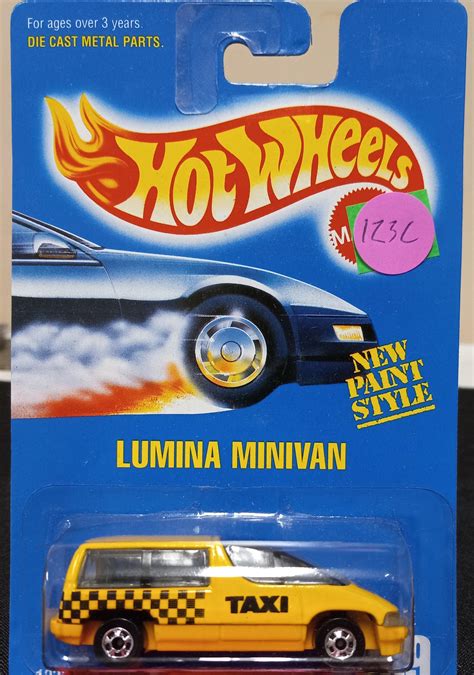 For ages over 3 years.
DIE CAST METAL PARTS.
HOT WHEELS
M
123C
NEW
PAINT
STYLE
LUMINA MINIVAN
TAXI